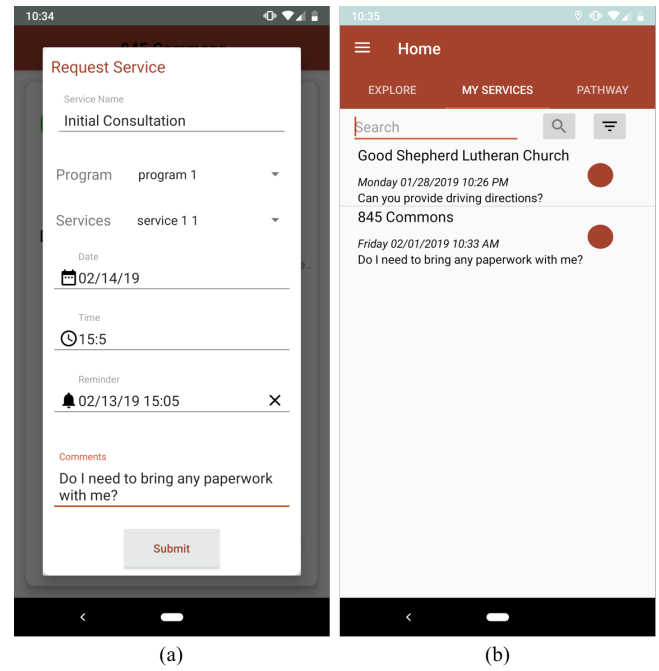 10:34
845 Commons
Request Service
Service Name
Initial Consultation
Program program 1
Services service 1 1
Date
02/14/19
Time
15:5
Reminder
02/13/19 15:05
Comments
Do I need to bring any paperwork
with me?
Submit
(a)
10:35
Home
EXPLORE MY SERVICES PATHWAY
Search
Good Shepherd Lutheran Church
Monday 01/28/2019 10:26 PM
Can you provide driving directions?
845 Commons
Friday 02/01/2019 10:33 AM
Do I need to bring any paperwork with me?
(b)